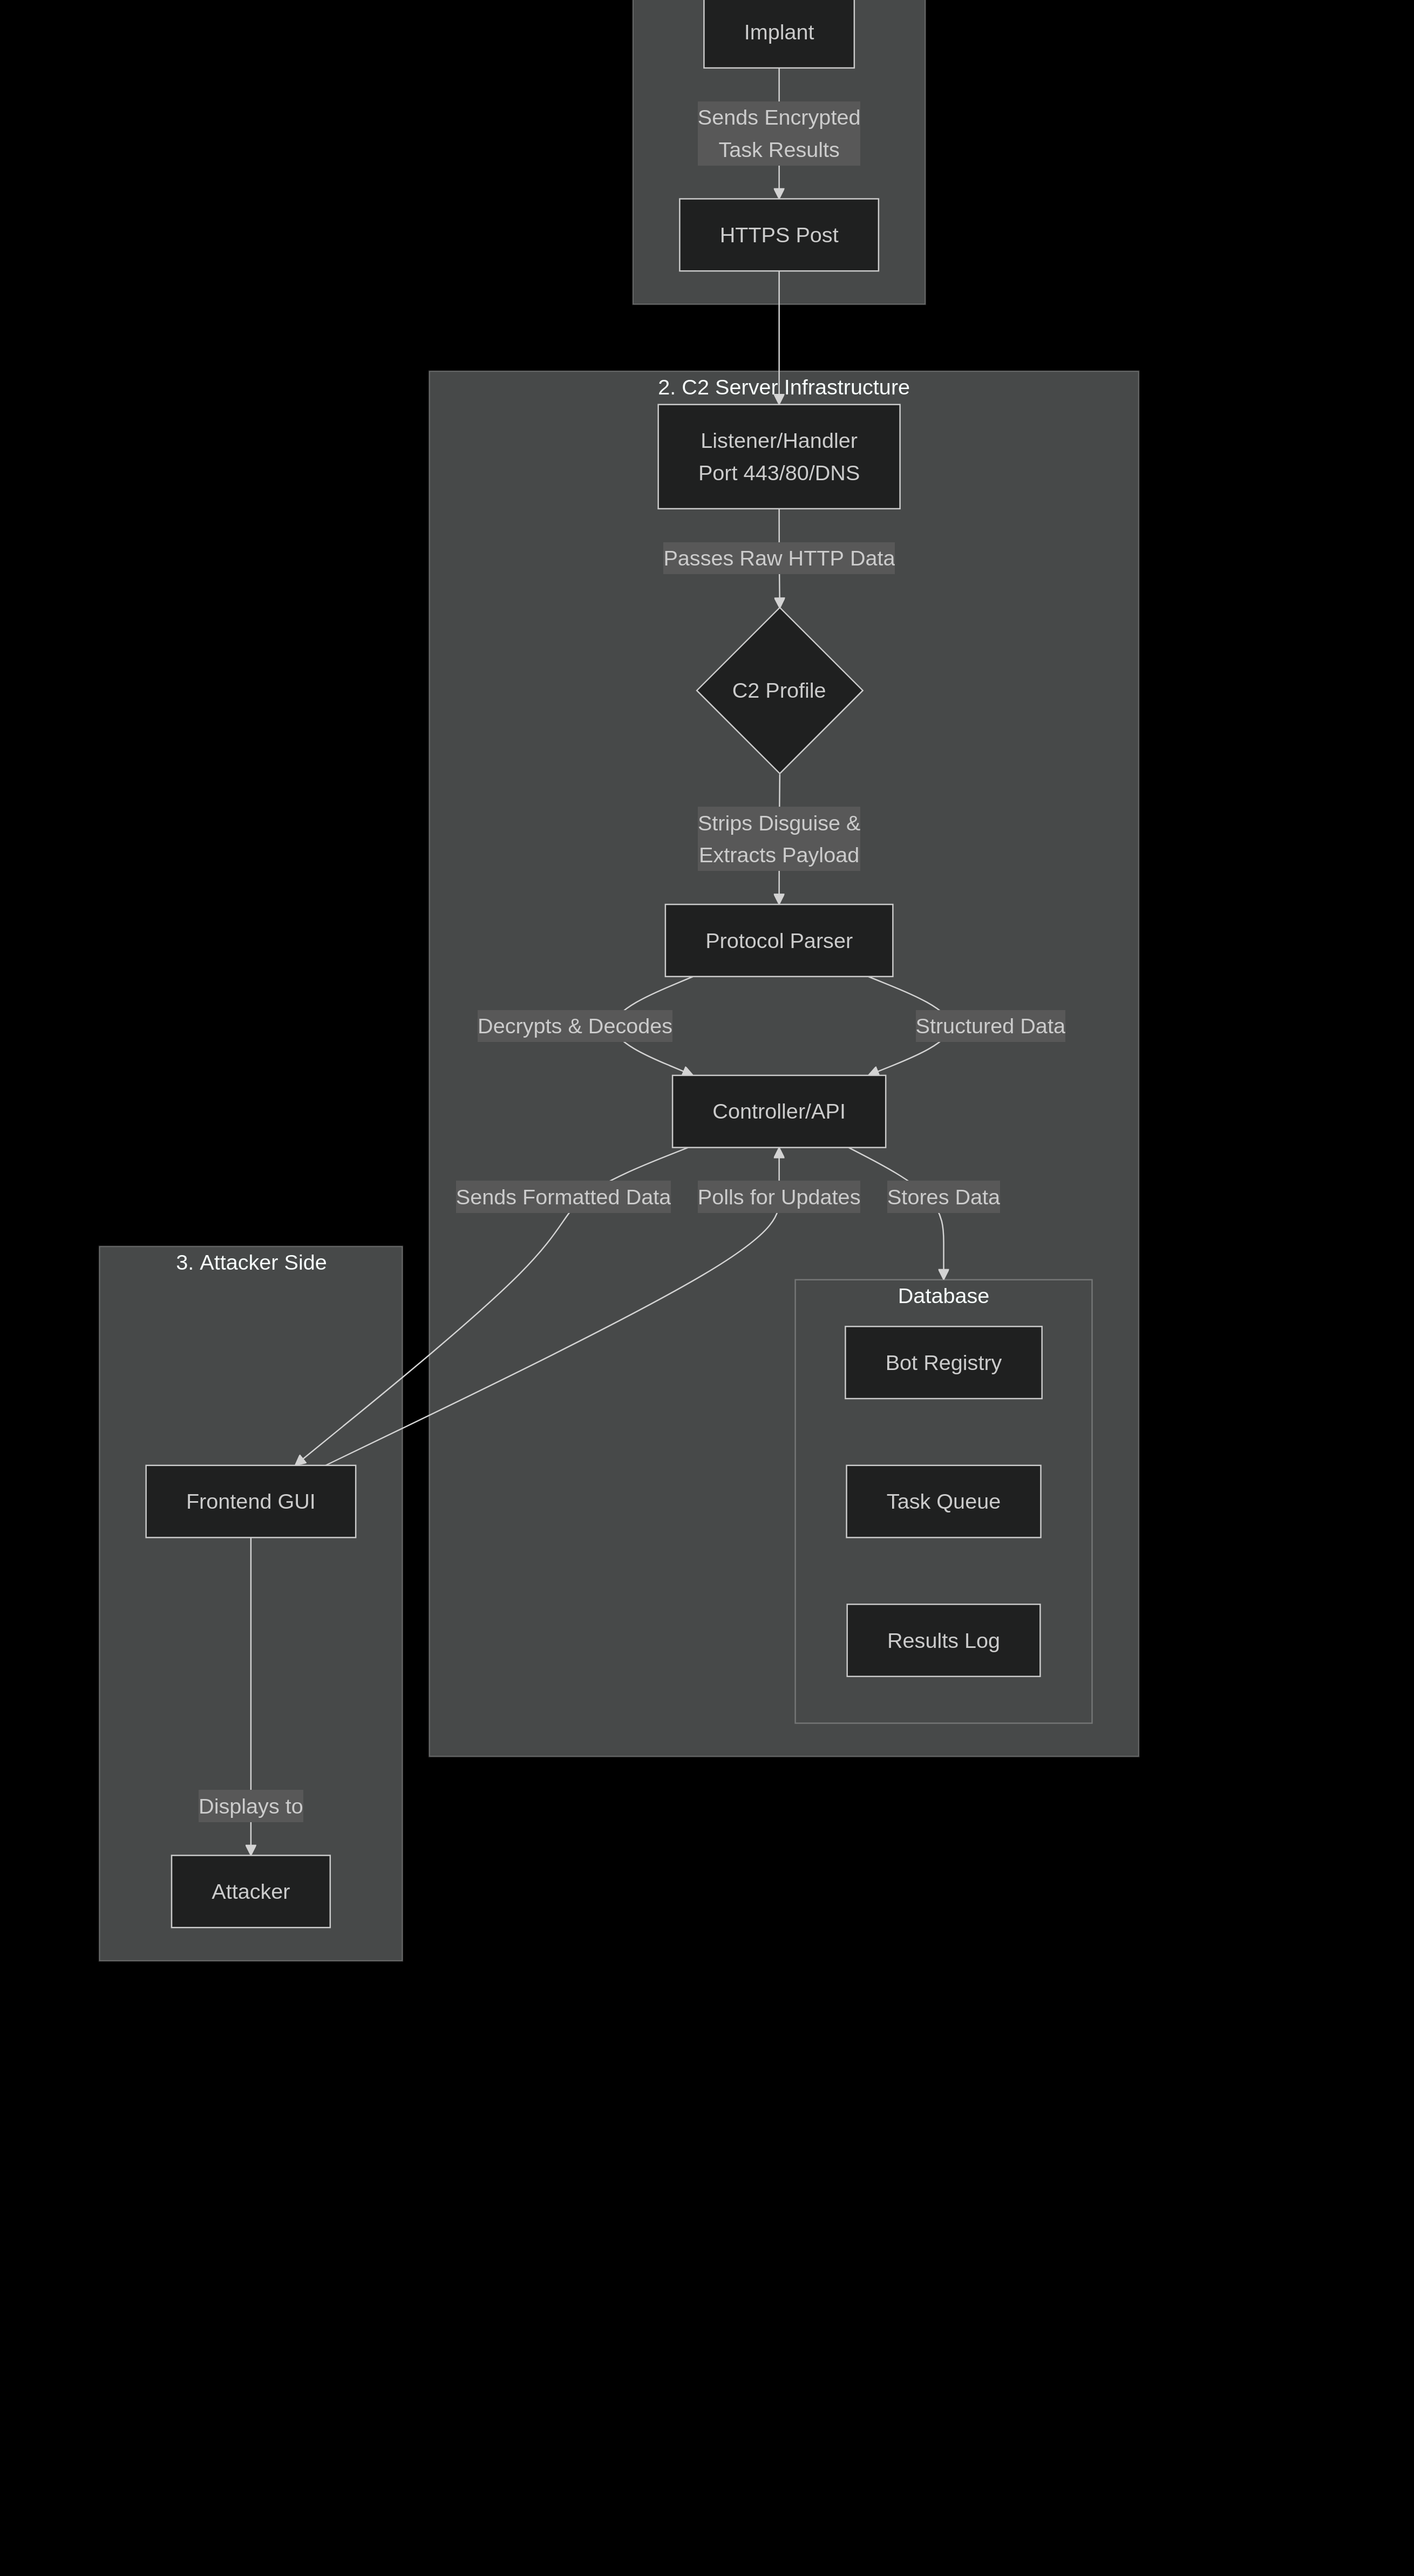 Implant
Sends Encrypted
Task Results
HTTPS Post
2. C2 Server Infrastructure
Listener/Handler
Port 443/80/DNS
Passes Raw HTTP Data
C2 Profile
Strips Disguise &
Extracts Payload
Protocol Parser
Decrypts & Decodes
Structured Data
Controller/API
Sends Formatted Data
Polls for Updates
Stores Data
3. Attacker Side
Database
Bot Registry
Frontend GUI
Task Queue
Results Log
Displays to
Attacker